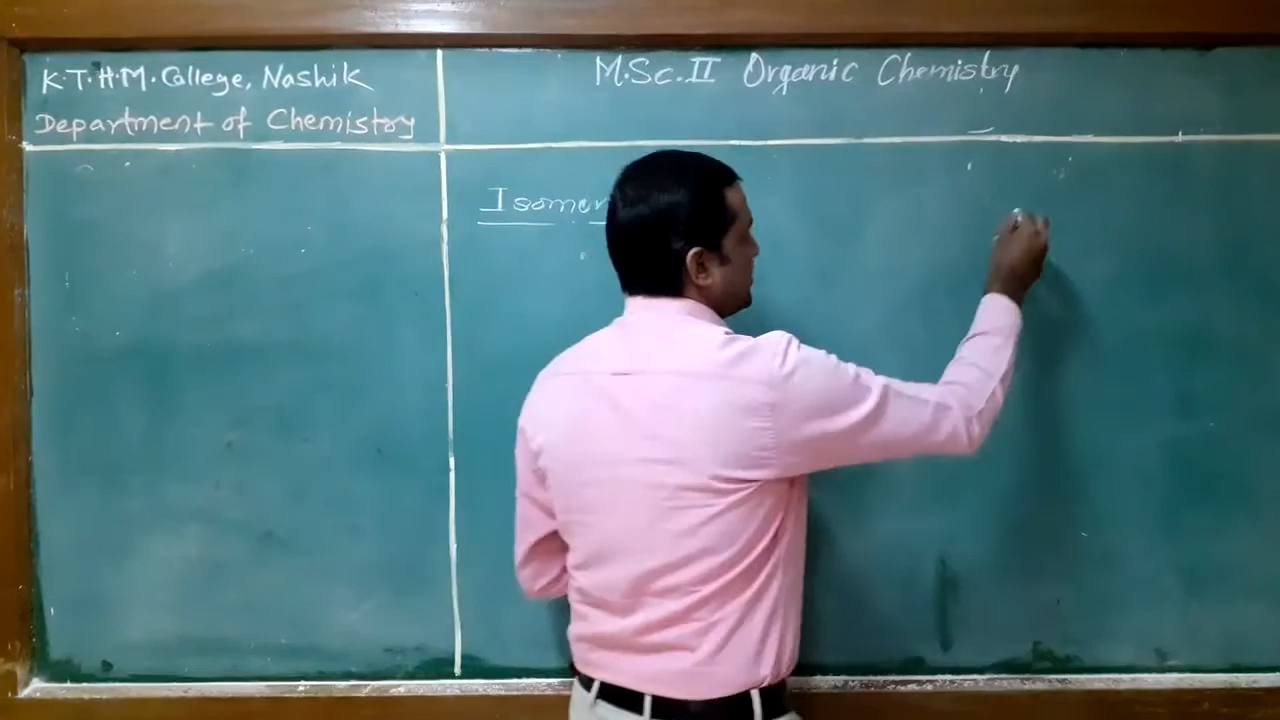 K.T.H.M. College, Nashik
Department of Chemistry
M.Sc.II Organic Chemistry